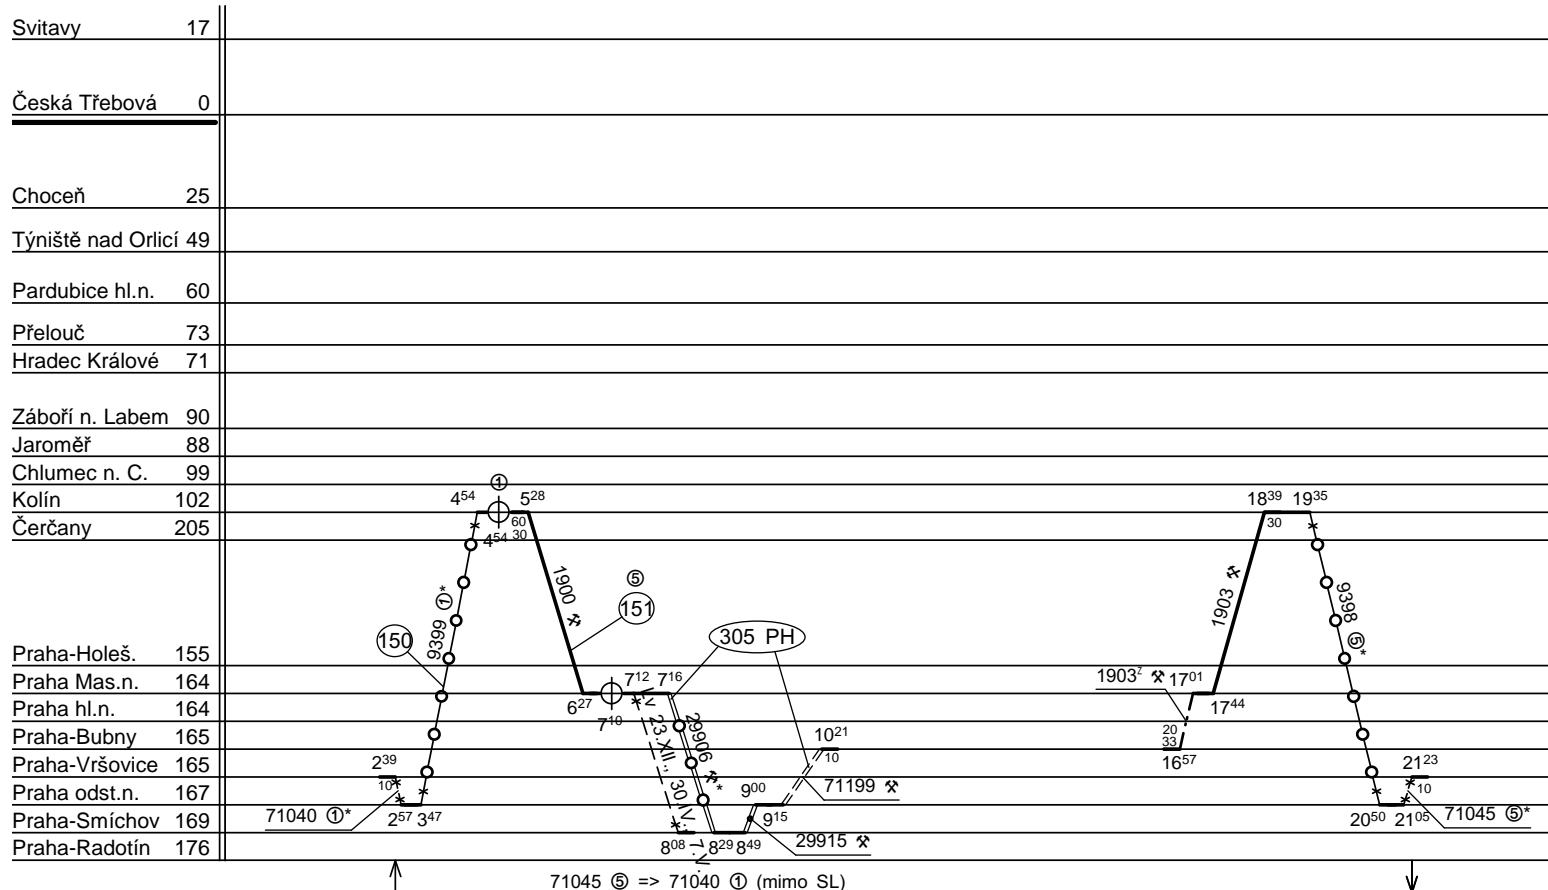 Svitavy 17
Česká Třebová 0
Choceň 25
Týniště nad Orlicí 49
Pardubice hl.n. 60
Přelouč 73
Hradec Králové 71
Záboří n. Labem 90
Jaroměř 88
Chlumec n. C. 99
Kolín 102
Čerčany 205
Praha-Holeš. 155
Praha Mas.n. 164
Praha hl.n. 164
Praha-Bubny 165
Praha-Vršovice 165
Praha odst.n. 167
Praha-Smíchov 169
Praha-Radotín 176
①
4⁵⁴ 5²⁸
4⁵⁴ 60 30
9399 ①*
150
1900 ⚒
⑤
151
305 PH
6²⁷ 7¹⁰
7¹² 7¹⁶
Lv 23.XII., 30.IV., 7.V.
29906 ⚒*
2³⁹
10
71040 ①*
2⁵⁷ 3⁴⁷
8⁰⁸ 8²⁹ 8⁴⁹
9⁰⁰
9¹⁵
10²¹
10
71199 ⚒
29915 ⚒
18³⁹ 19³⁵
30
1903 ⚒
9398 ⑤*
1903ᶻ ⚒ 17⁰¹
17⁴⁴
20
33
16⁵⁷
21²³
10
20⁵⁰ 21⁰⁵
71045 ⑤*
71045 ⑤ => 71040 ① (mimo SL)